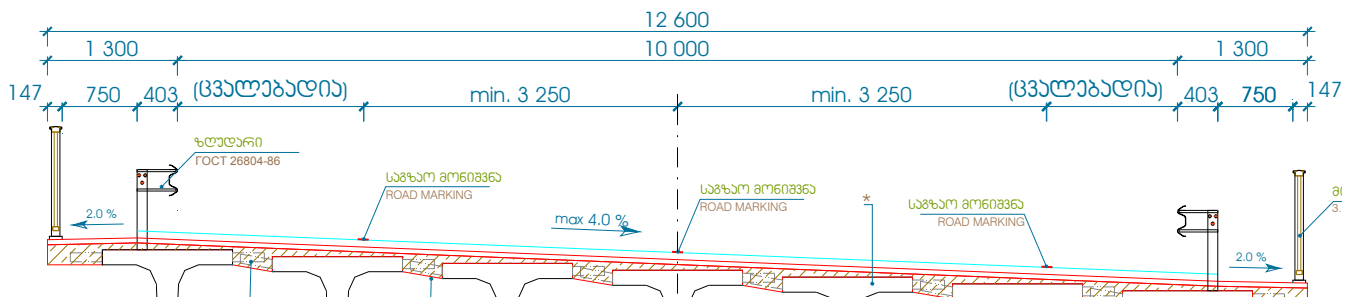 12 600
1 300
10 000
1 300
147
750
403
(ცვალებადია)
min. 3 250
min. 3 250
(ცვალებადია)
403
750
147
ზღუდარი
ГОСТ 26804-86
საგზაო მონიშვნა
ROAD MARKING
საგზაო მონიშვნა
ROAD MARKING
*
საგზაო მონიშვნა
ROAD MARKING
3.
2.0 %
max 4.0 %
2.0 %